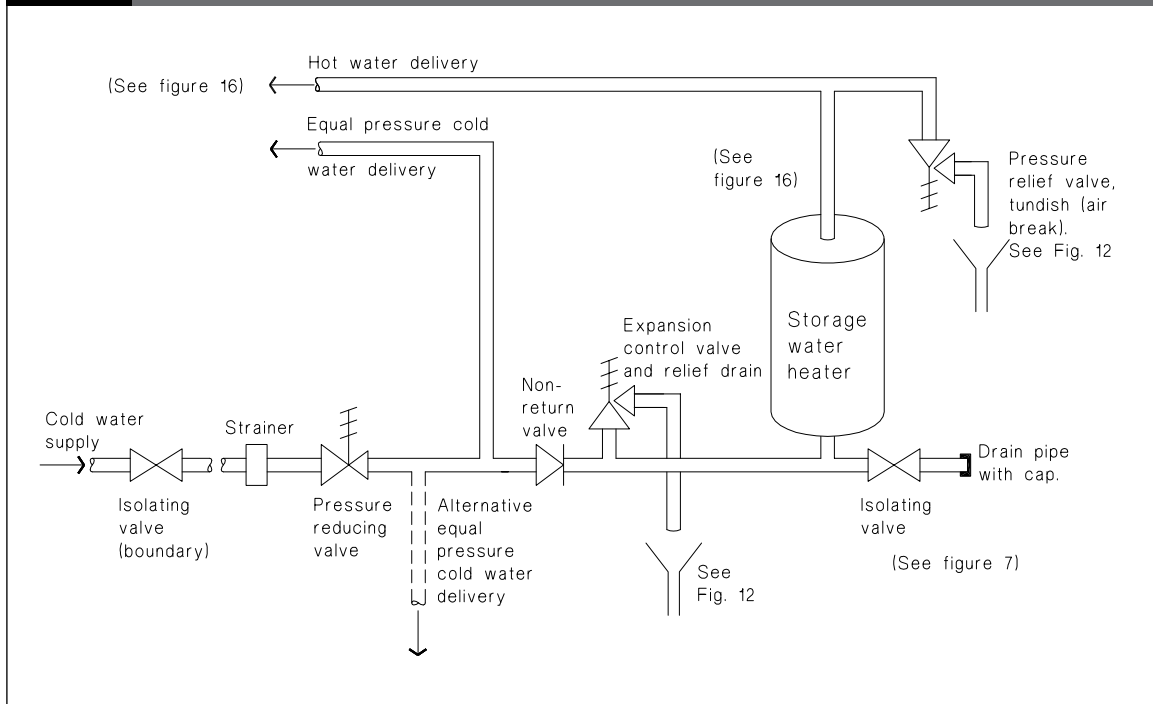 Hot water delivery
(See figure 16)
Equal pressure cold
water delivery
(See
figure 16)
Pressure
relief valve,
tundish (air
break).
See Fig. 12
Storage
water
heater
Expansion
control valve
and relief drain
Non-
return
valve
Cold water
supply
Strainer
Drain pipe
with cap.
Isolating
valve
(boundary)
Pressure
reducing
valve
Alternative
equal
pressure
cold water
delivery
Isolating
valve
(See figure 7)
See
Fig. 12